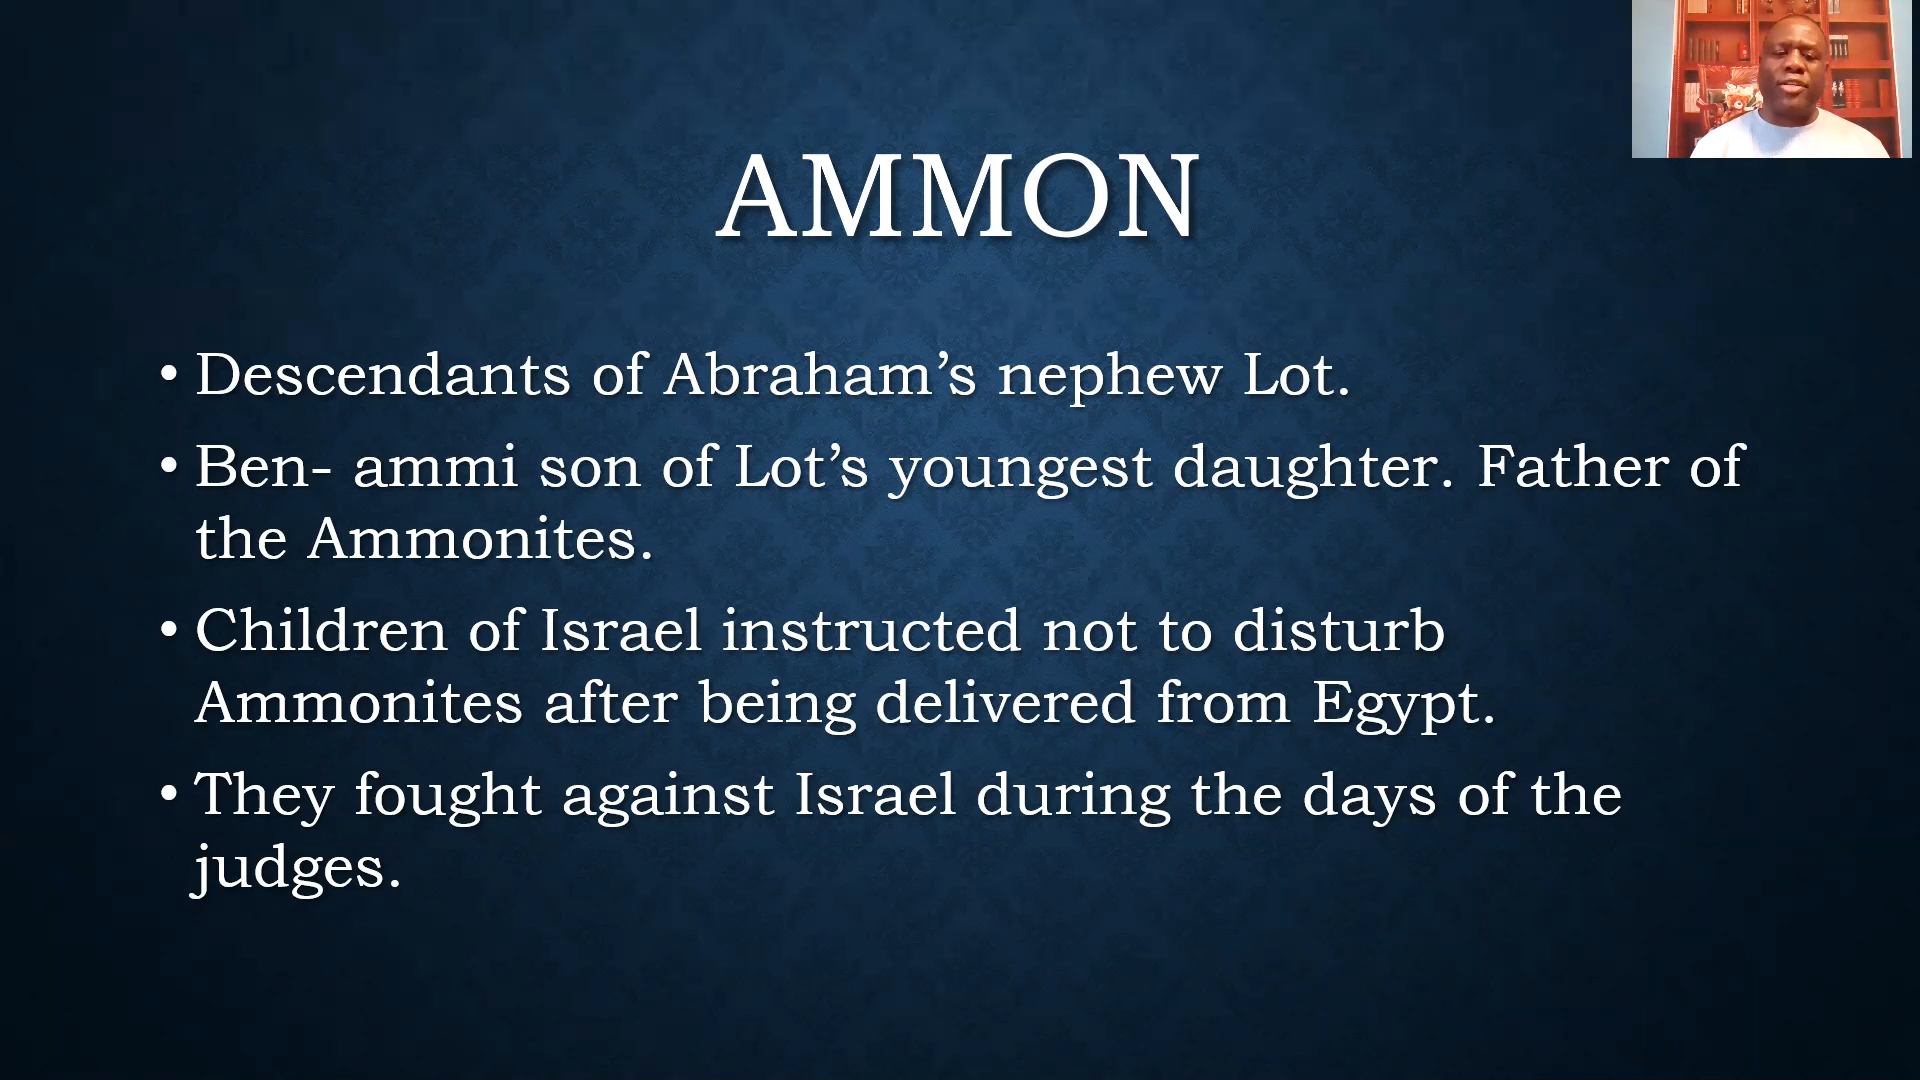 AMMON
• Descendants of Abraham’s nephew Lot.
• Ben- ammi son of Lot’s youngest daughter. Father of
the Ammonites.
• Children of Israel instructed not to disturb
Ammonites after being delivered from Egypt.
• They fought against Israel during the days of the
judges.